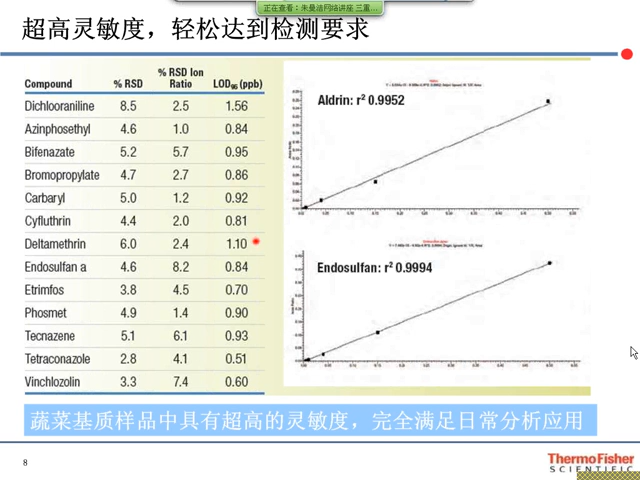 正在查看：朱曼洁网络讲座 三重...
超高灵敏度，轻松达到检测要求
Compound % RSD % RSD Ion Ratio LOD95 (ppb)
Dichlooraniline 8.5 2.5 1.56
Azinphosethyl 4.6 1.0 0.84
Bifenazate 5.2 5.7 0.95
Bromopropylate 4.7 2.7 0.86
Carbaryl 5.0 1.2 0.92
Cyfluthrin 4.4 2.0 0.81
Deltamethrin 6.0 2.4 1.10
Endosulfan a 4.6 8.2 0.84
Etrimfos 3.8 4.5 0.70
Phosmet 4.9 1.4 0.90
Tecnazene 5.1 6.1 0.93
Tetraconazole 2.8 4.1 0.51
Vinchlozolin 3.3 7.4 0.60
Aldrin: r2 0.9952
Endosulfan: r2 0.9994
蔬菜基质样品中具有超高的灵敏度，完全满足日常分析应用
8
ThermoFisher
SCIENTIFIC